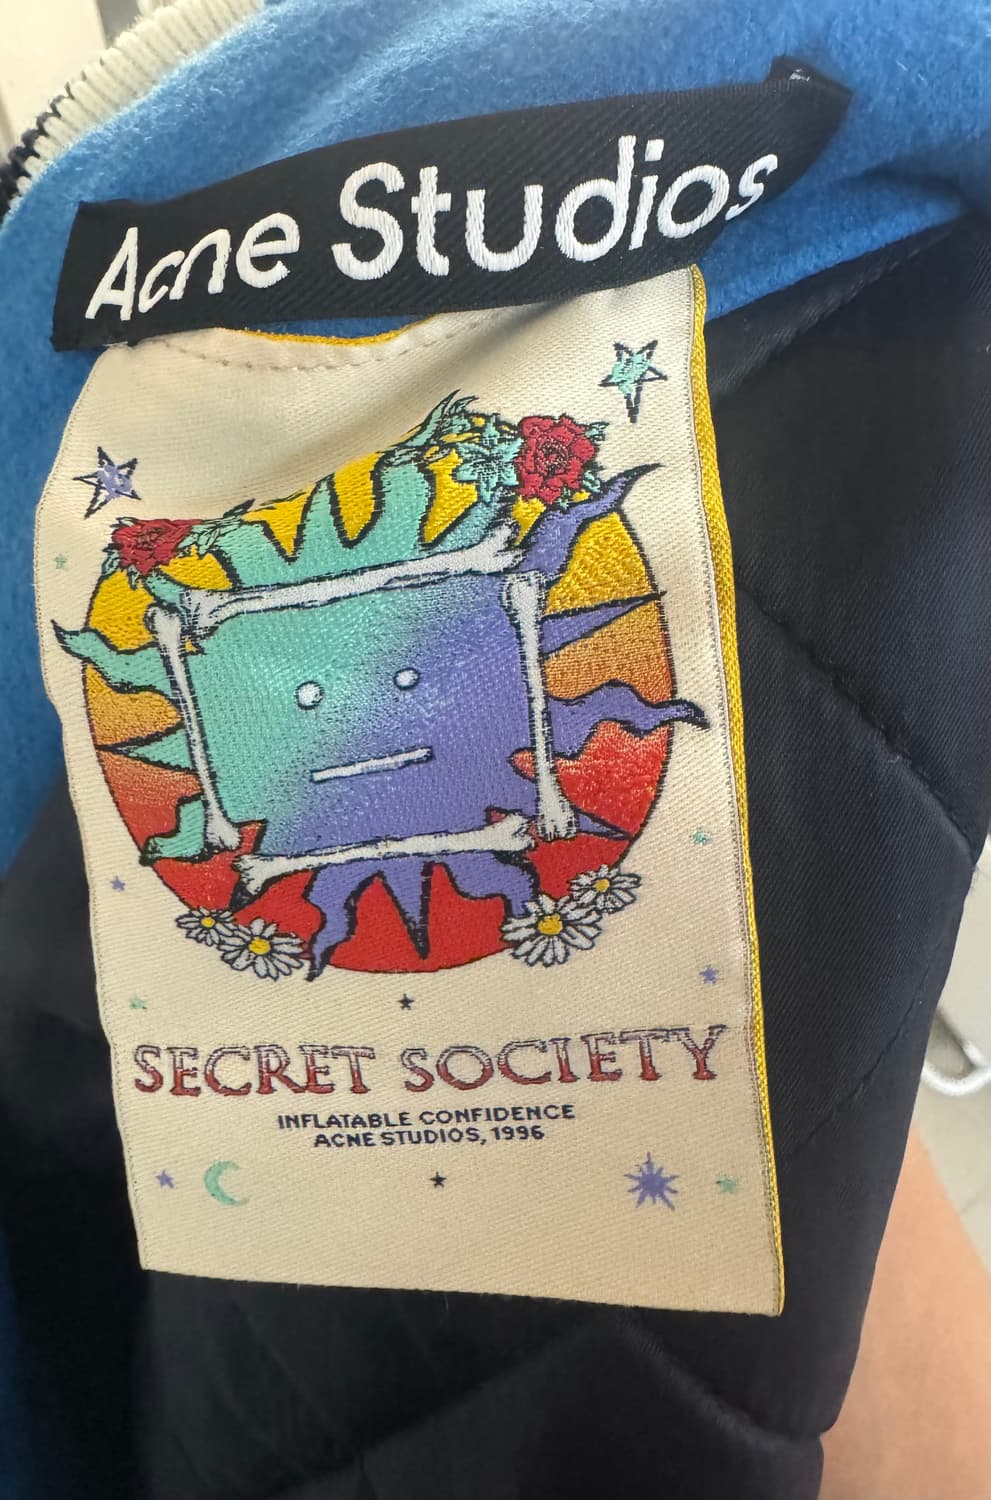 Acne Studios
SECRET SOCIETY
INFLATABLE CONFIDENCE
ACNE STUDIOS, 1996